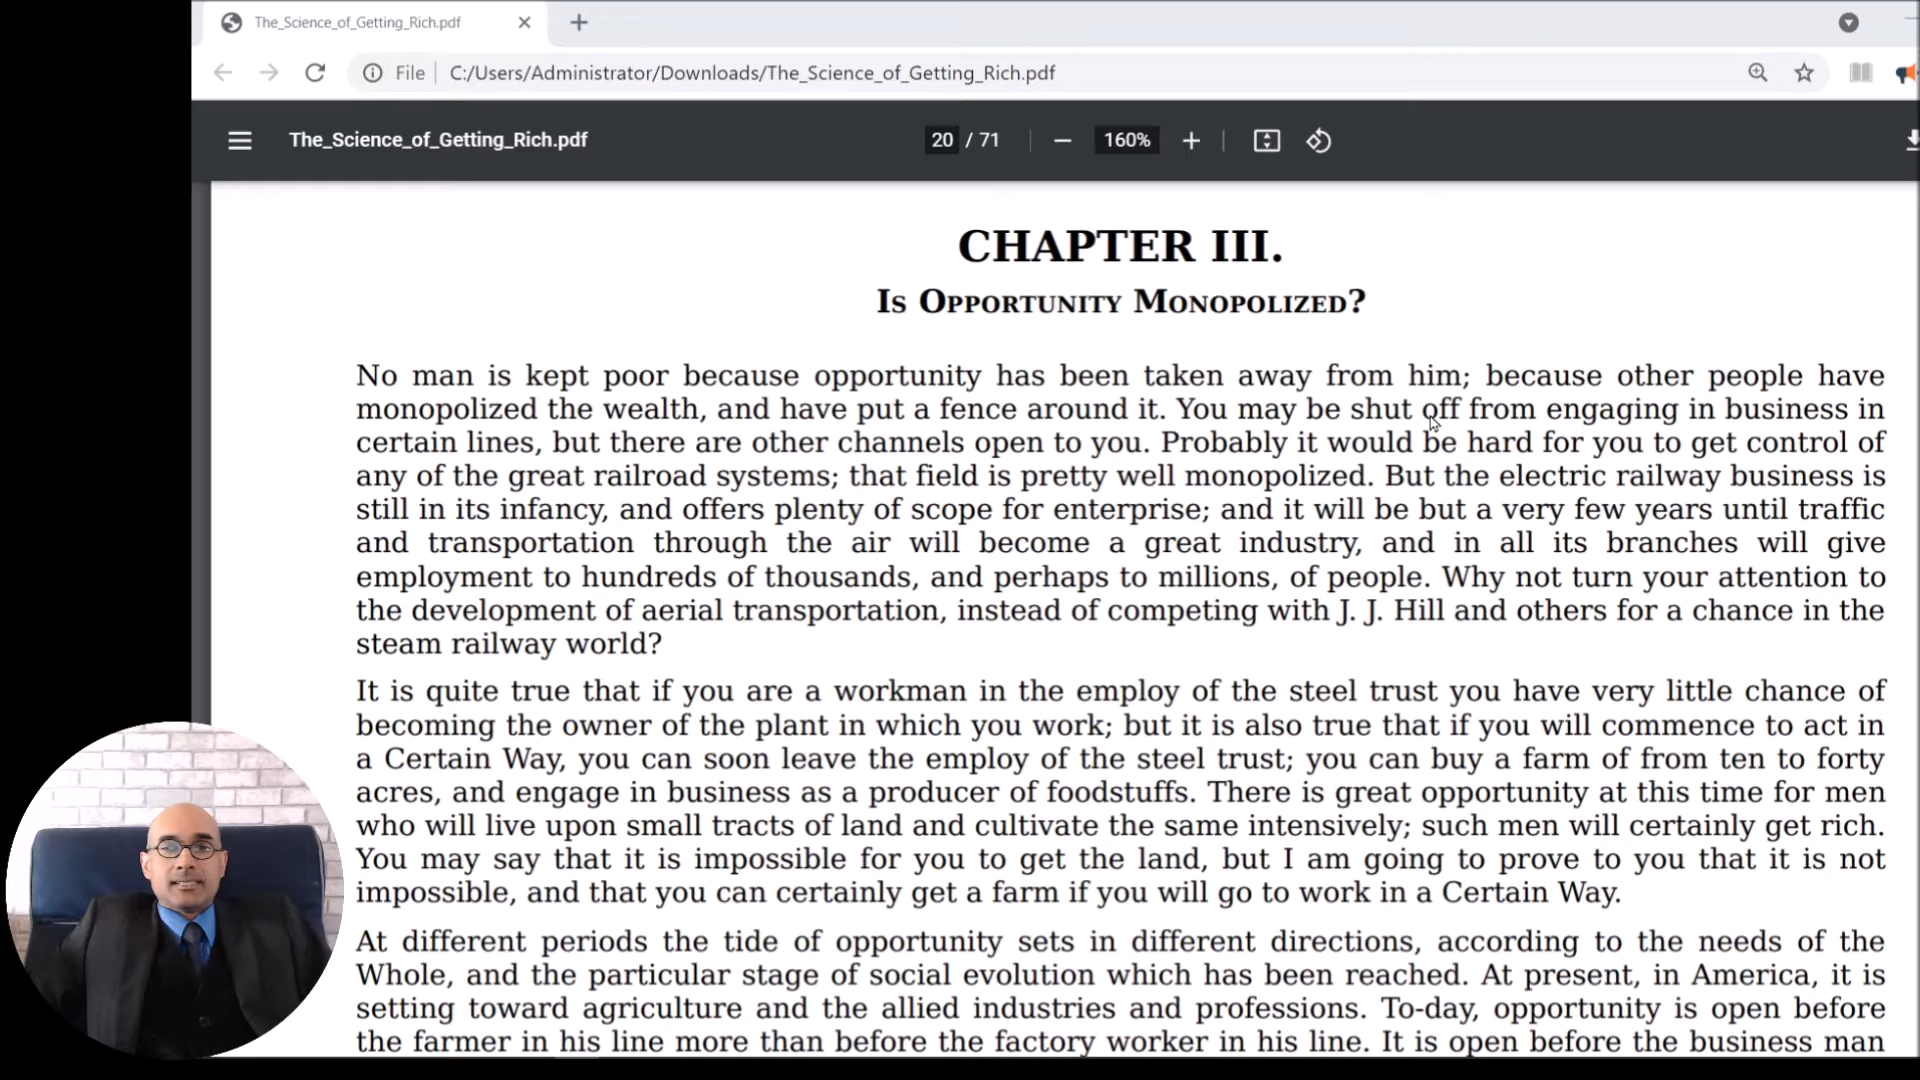 The_Science_of_Getting_Rich.pdf
File
C:/Users/Administrator/Downloads/The_Science_of_Getting_Rich.pdf
The_Science_of_Getting_Rich.pdf
20 / 71
160%
CHAPTER III.
Is Opportunity Monopolized?
No man is kept poor because opportunity has been taken away from him; because other people have
monopolized the wealth, and have put a fence around it. You may be shut off from engaging in business in
certain lines, but there are other channels open to you. Probably it would be hard for you to get control of
any of the great railroad systems; that field is pretty well monopolized. But the electric railway business is
still in its infancy, and offers plenty of scope for enterprise; and it will be but a very few years until traffic
and transportation through the air will become a great industry, and in all its branches will give
employment to hundreds of thousands, and perhaps to millions, of people. Why not turn your attention to
the development of aerial transportation, instead of competing with J. J. Hill and others for a chance in the
steam railway world?
It is quite true that if you are a workman in the employ of the steel trust you have very little chance of
becoming the owner of the plant in which you work; but it is also true that if you will commence to act in
a Certain Way, you can soon leave the employ of the steel trust; you can buy a farm of from ten to forty
acres, and engage in business as a producer of foodstuffs. There is great opportunity at this time for men
who will live upon small tracts of land and cultivate the same intensively; such men will certainly get rich.
You may say that it is impossible for you to get the land, but I am going to prove to you that it is not
impossible, and that you can certainly get a farm if you will go to work in a Certain Way.
At different periods the tide of opportunity sets in different directions, according to the needs of the
Whole, and the particular stage of social evolution which has been reached. At present, in America, it is
setting toward agriculture and the allied industries and professions. To-day, opportunity is open before
the farmer in his line more than before the factory worker in his line. It is open before the business man